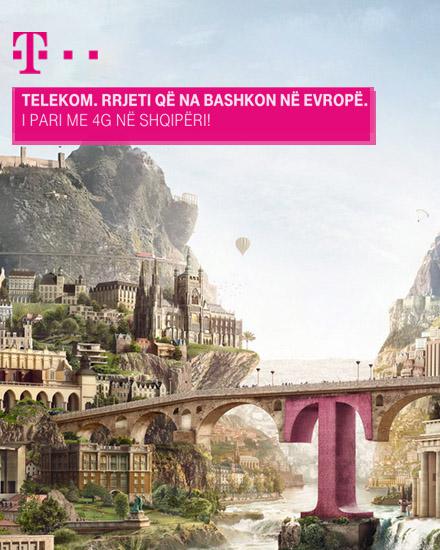 T
TELEKOM. RRJETI QË NA BASHKON NË EVROPË.
I PARI ME 4G NË SHQIPËRI!
T